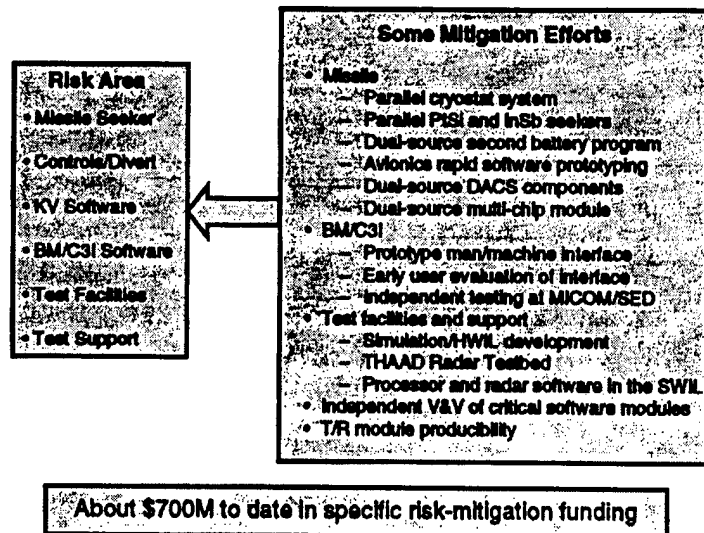 Risk Area
• Missile Seeker
• Controls/Divert
• KV Software
• BM/C3I Software
• Test Facilities
• Test Support
Some Mitigation Efforts
• Missile
– Parallel cryostat system
– Parallel PtSi and InSb seekers
– Dual-source second battery program
– Avionics rapid software prototyping
– Dual-source DACS components
– Dual-source multi-chip module
• BM/C3I
– Prototype man/machine interface
– Early user evaluation of interface
– Independent testing at MICOM/SED
• Test facilities and support
– Simulation/HWIL development
– THAAD Radar Testbed
– Processor and radar software in the SWIL
• Independent V&V of critical software modules
• T/R module producibility
About $700M to date in specific risk-mitigation funding